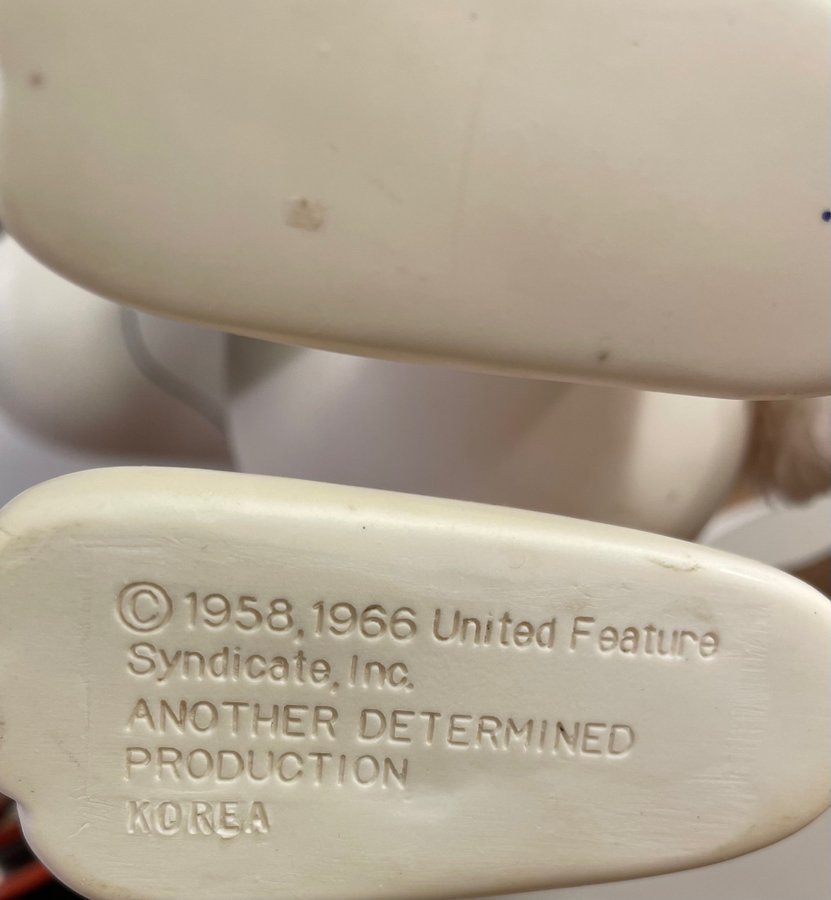 © 1958, 1966 United Feature
Syndicate, Inc.
ANOTHER DETERMINED
PRODUCTION
KOREA